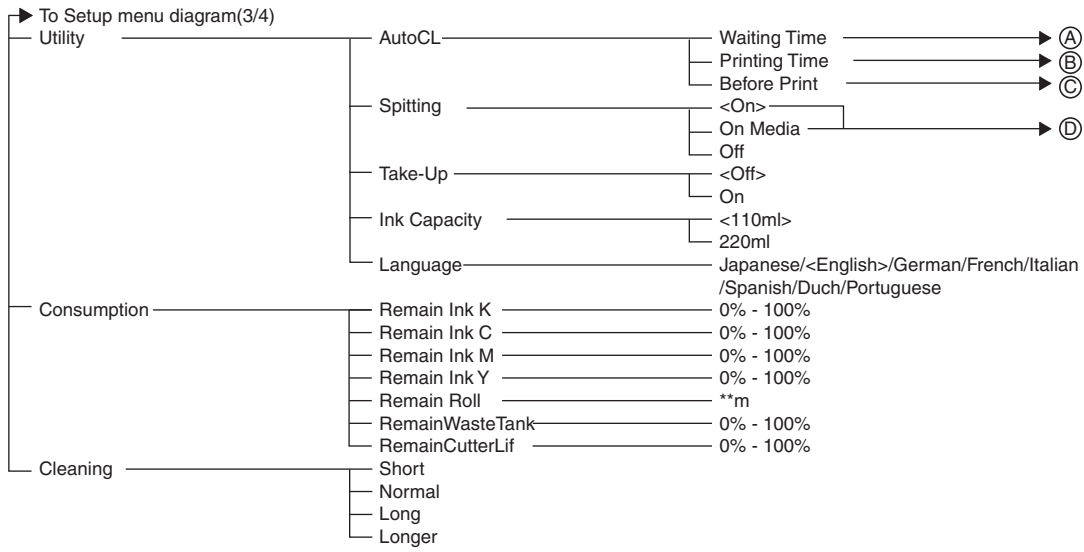 To Setup menu diagram(3/4)
Utility AutoCL Waiting Time A
Printing Time B
Before Print C
Spitting <On>
On Media D
Off
Take-Up <Off>
On
Ink Capacity <110ml>
220ml
Language Japanese/<English>/German/French/Italian
/Spanish/Duch/Portuguese
Consumption Remain Ink K 0% - 100%
Remain Ink C 0% - 100%
Remain Ink M 0% - 100%
Remain Ink Y 0% - 100%
Remain Roll **m
RemainWasteTank 0% - 100%
RemainCutterLif 0% - 100%
Cleaning Short
Normal
Long
Longer